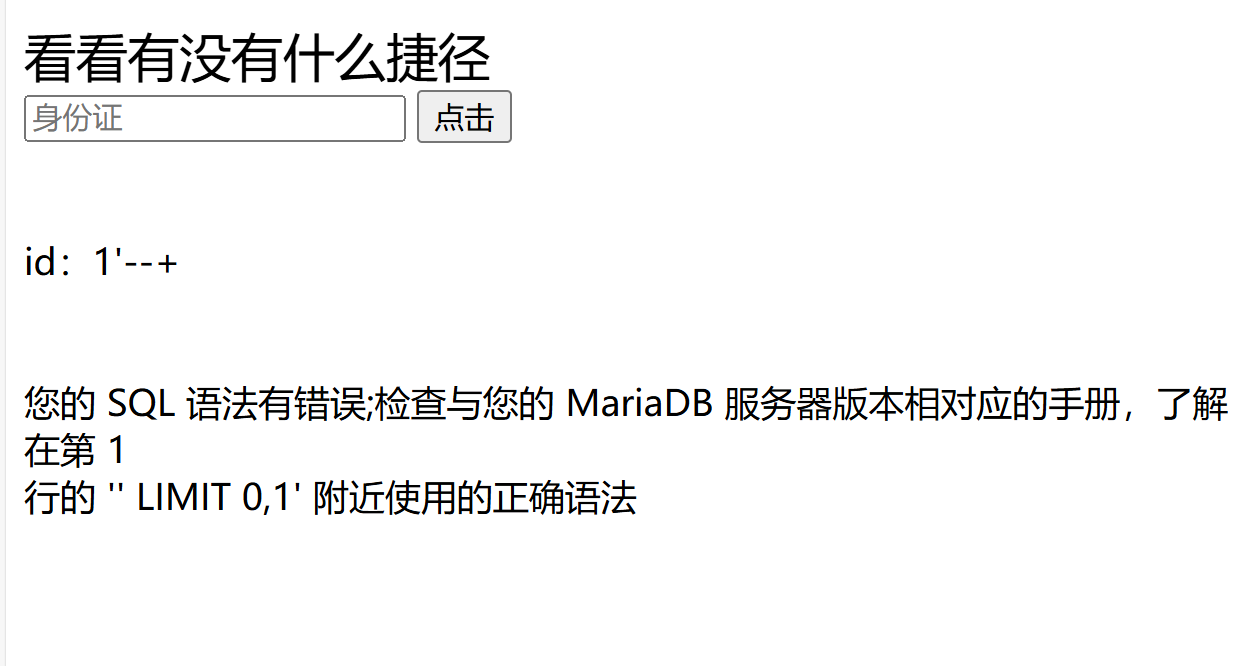 看看有没有什么捷径
身份证 点击
id：1'--+
您的 SQL 语法有错误;检查与您的 MariaDB 服务器版本相对应的手册，了解
在第 1
行的 '' LIMIT 0,1' 附近使用的正确语法